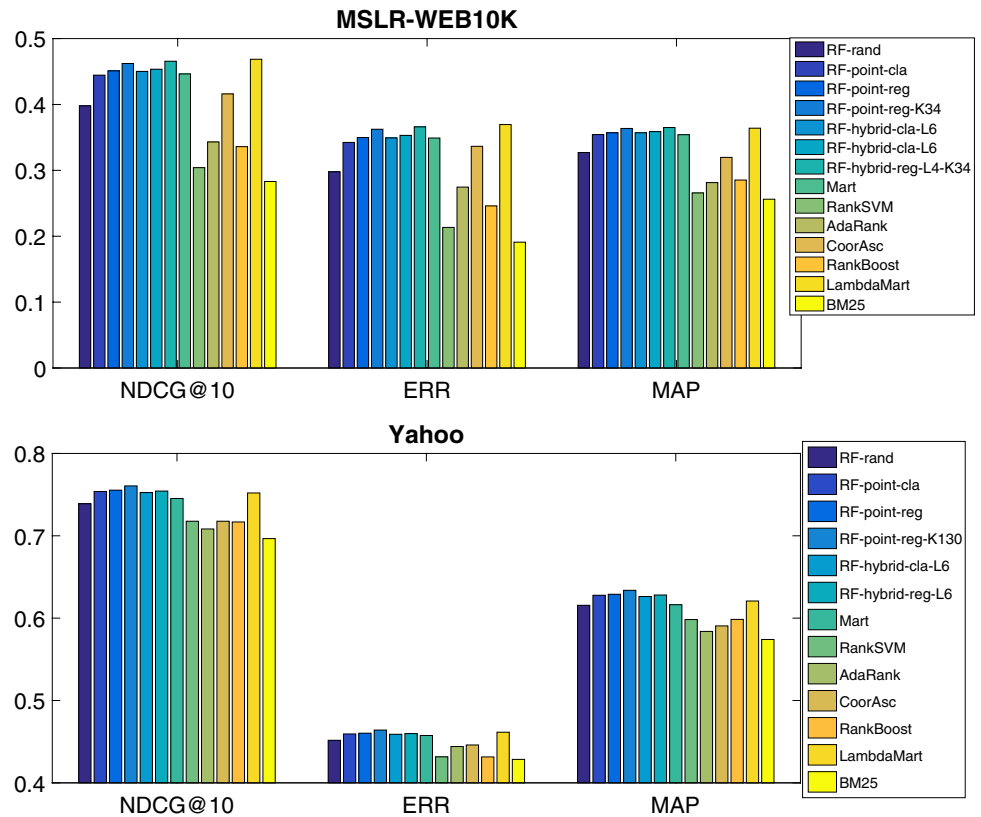 MSLR-WEB10K
0.5
0.4
0.3
0.2
0.1
0
NDCG@10
ERR
MAP
RF-rand
RF-point-cla
RF-point-reg
RF-point-reg-K34
RF-hybrid-cla-L6
RF-hybrid-cla-L6
RF-hybrid-reg-L4-K34
Mart
RankSVM
AdaRank
CoorAsc
RankBoost
LambdaMart
BM25
Yahoo
0.8
0.7
0.6
0.5
0.4
NDCG@10
ERR
MAP
RF-rand
RF-point-cla
RF-point-reg
RF-point-reg-K130
RF-hybrid-cla-L6
RF-hybrid-reg-L6
Mart
RankSVM
AdaRank
CoorAsc
RankBoost
LambdaMart
BM25